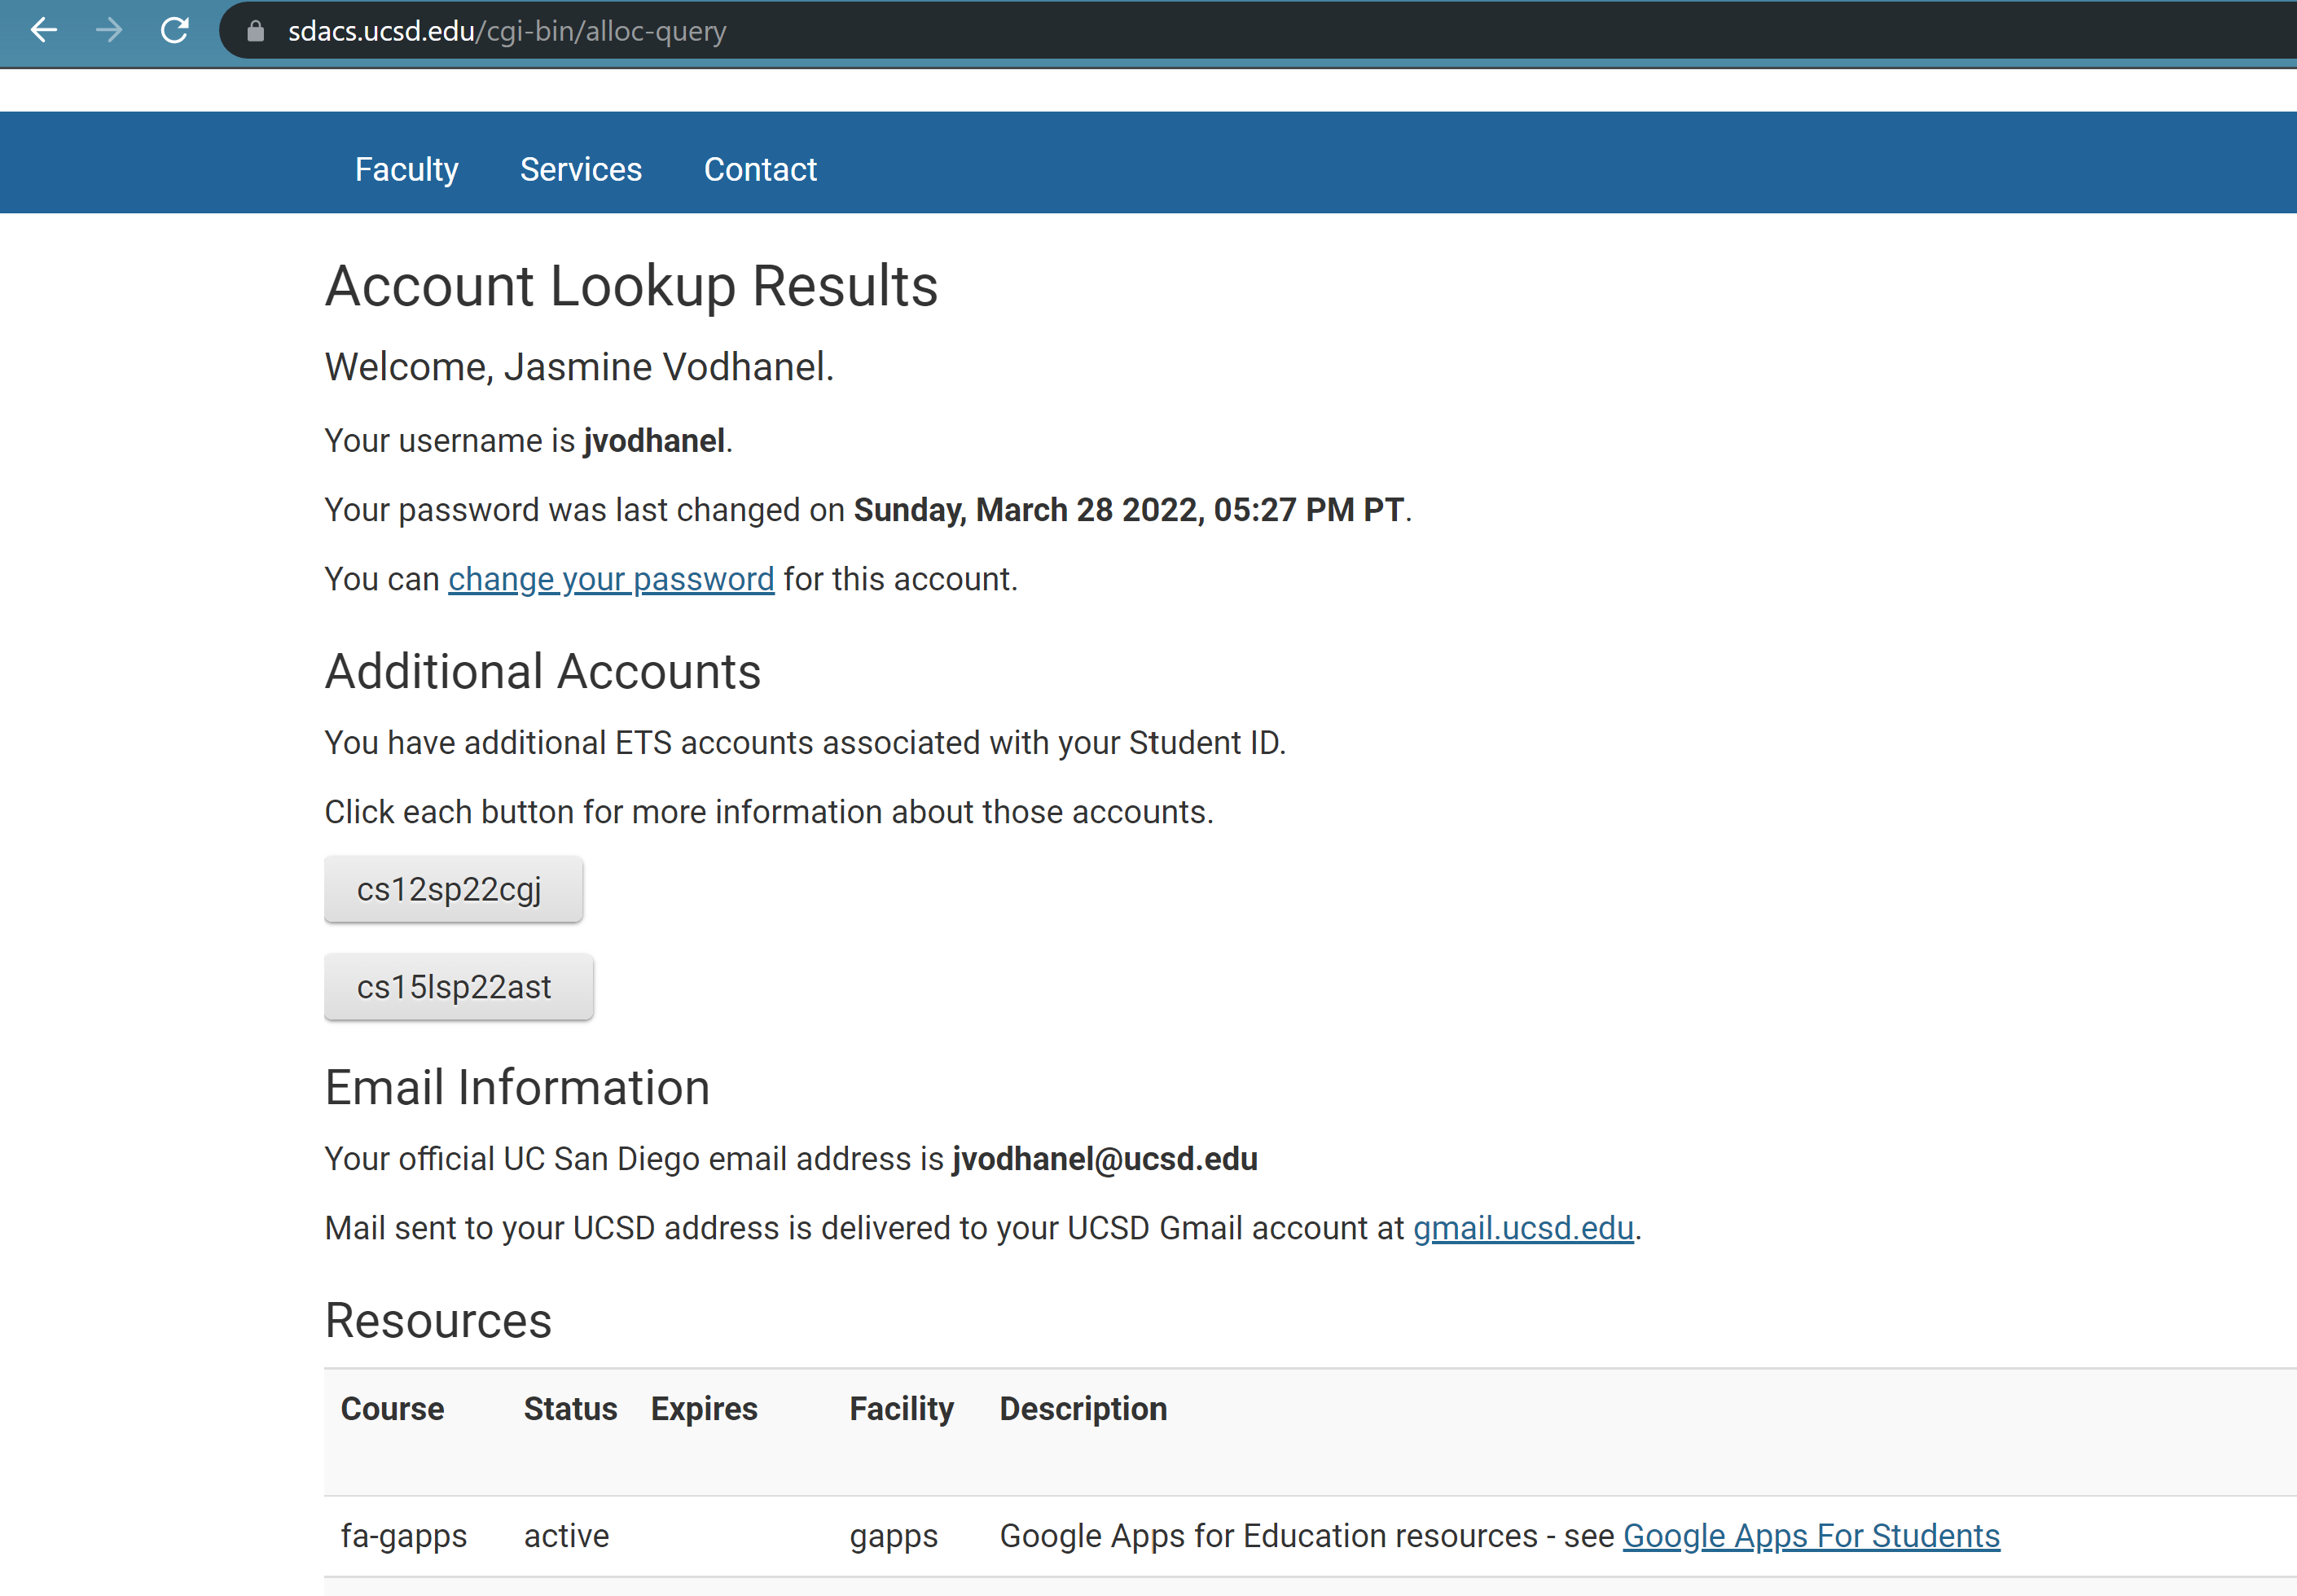 sdacs.ucsd.edu/cgi-bin/alloc-query
Faculty Services Contact
Account Lookup Results
Welcome, Jasmine Vodhanel.
Your username is jvodhanel.
Your password was last changed on Sunday, March 28 2022, 05:27 PM PT.
You can change your password for this account.
Additional Accounts
You have additional ETS accounts associated with your Student ID.
Click each button for more information about those accounts.
cs12sp22cgj
cs15lsp22ast
Email Information
Your official UC San Diego email address is jvodhanel@ucsd.edu
Mail sent to your UCSD address is delivered to your UCSD Gmail account at gmail.ucsd.edu.
Resources
Course Status Expires Facility Description
fa-gapps active gapps Google Apps for Education resources - see Google Apps For Students